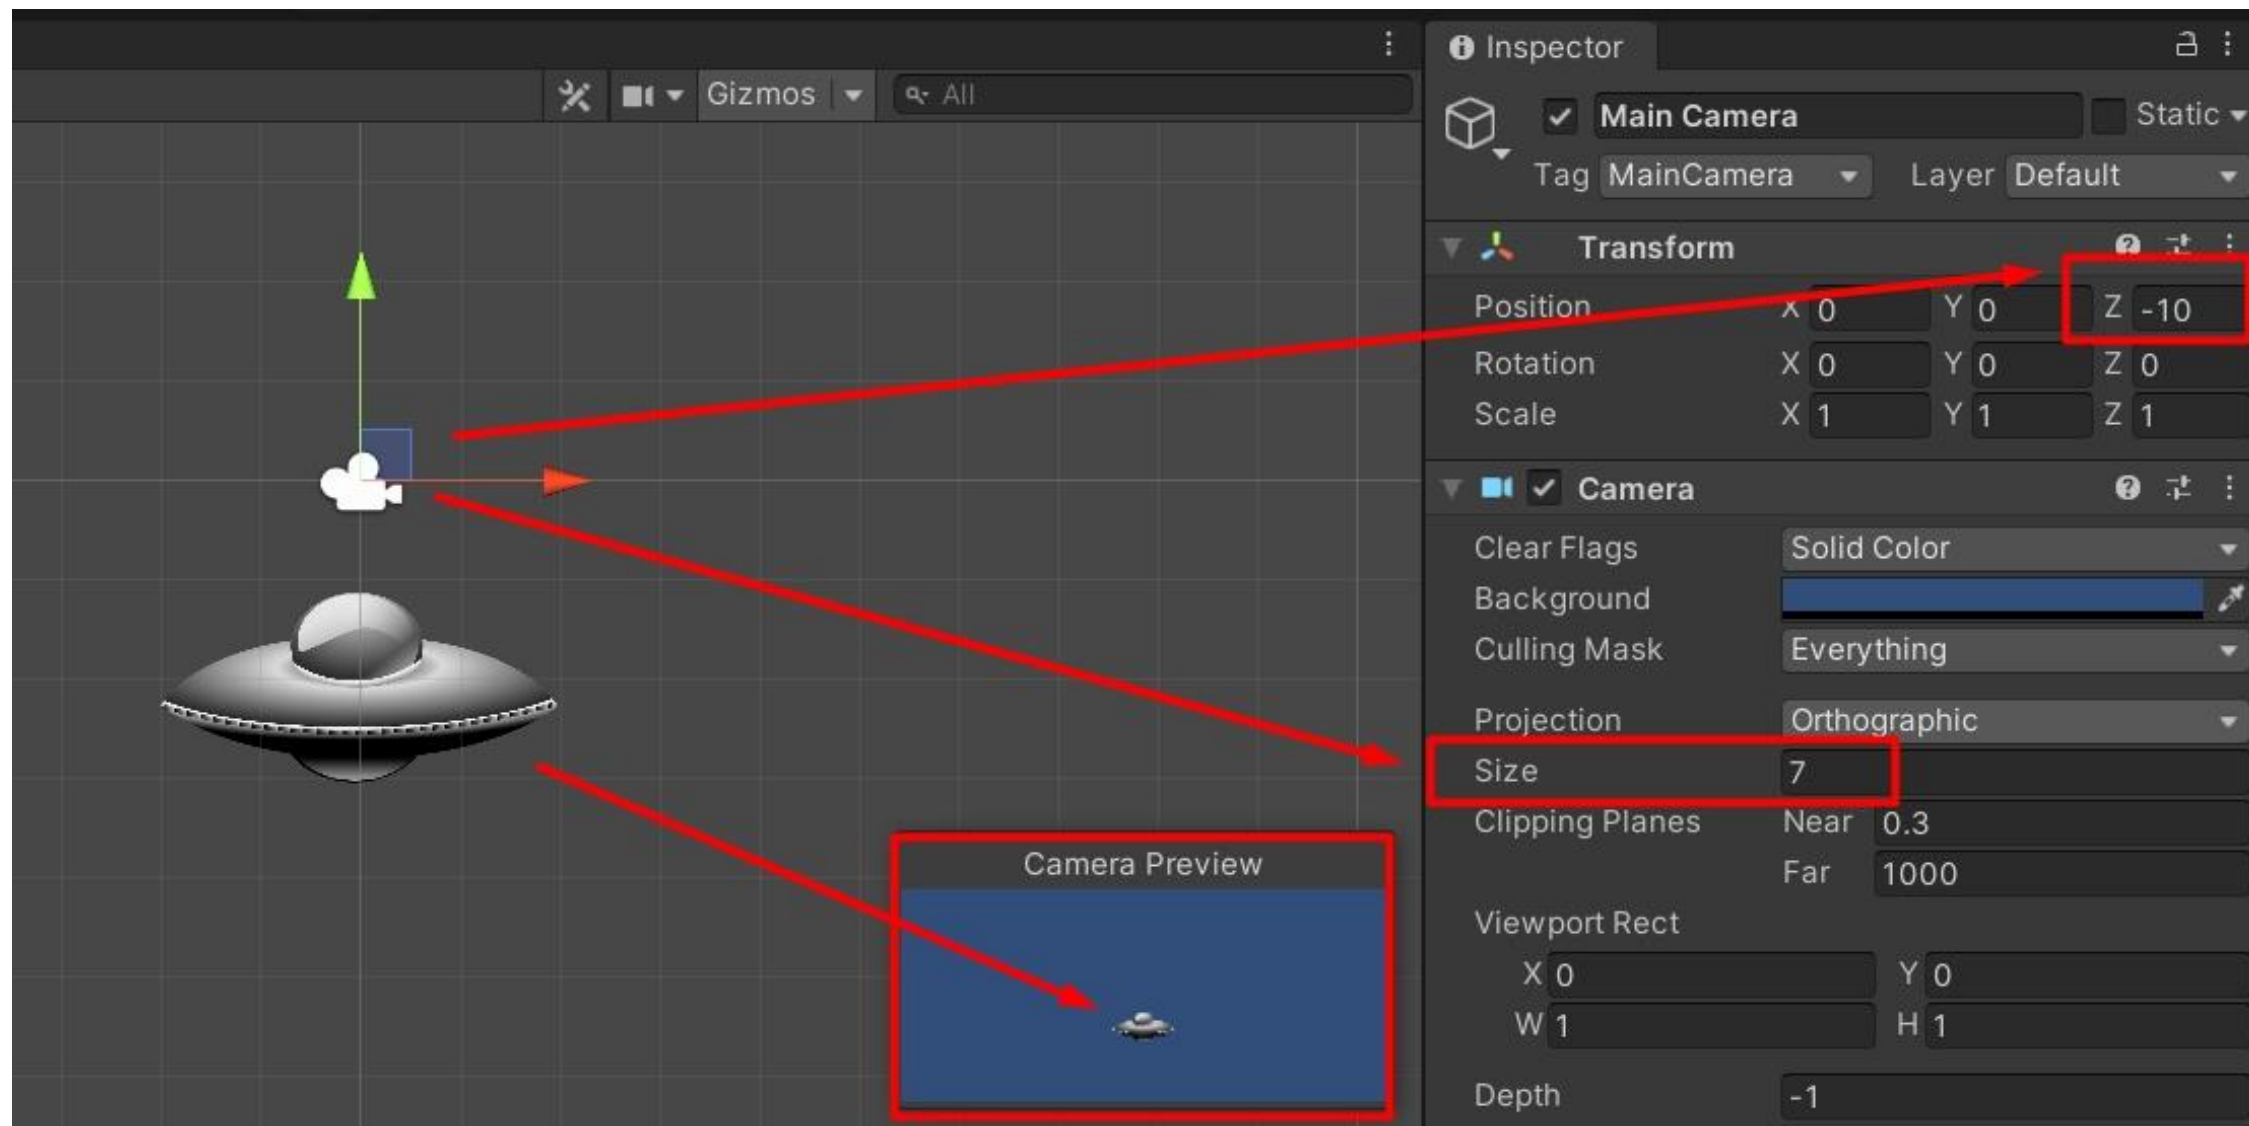 Inspector
Gizmos All
Main Camera Static
Tag MainCamera Layer Default
Transform
Position X 0 Y 0 Z -10
Rotation X 0 Y 0 Z 0
Scale X 1 Y 1 Z 1
Camera
Clear Flags Solid Color
Background
Culling Mask Everything
Projection Orthographic
Size 7
Clipping Planes Near 0.3
Far 1000
Viewport Rect
X 0 Y 0
W 1 H 1
Depth -1
Camera Preview